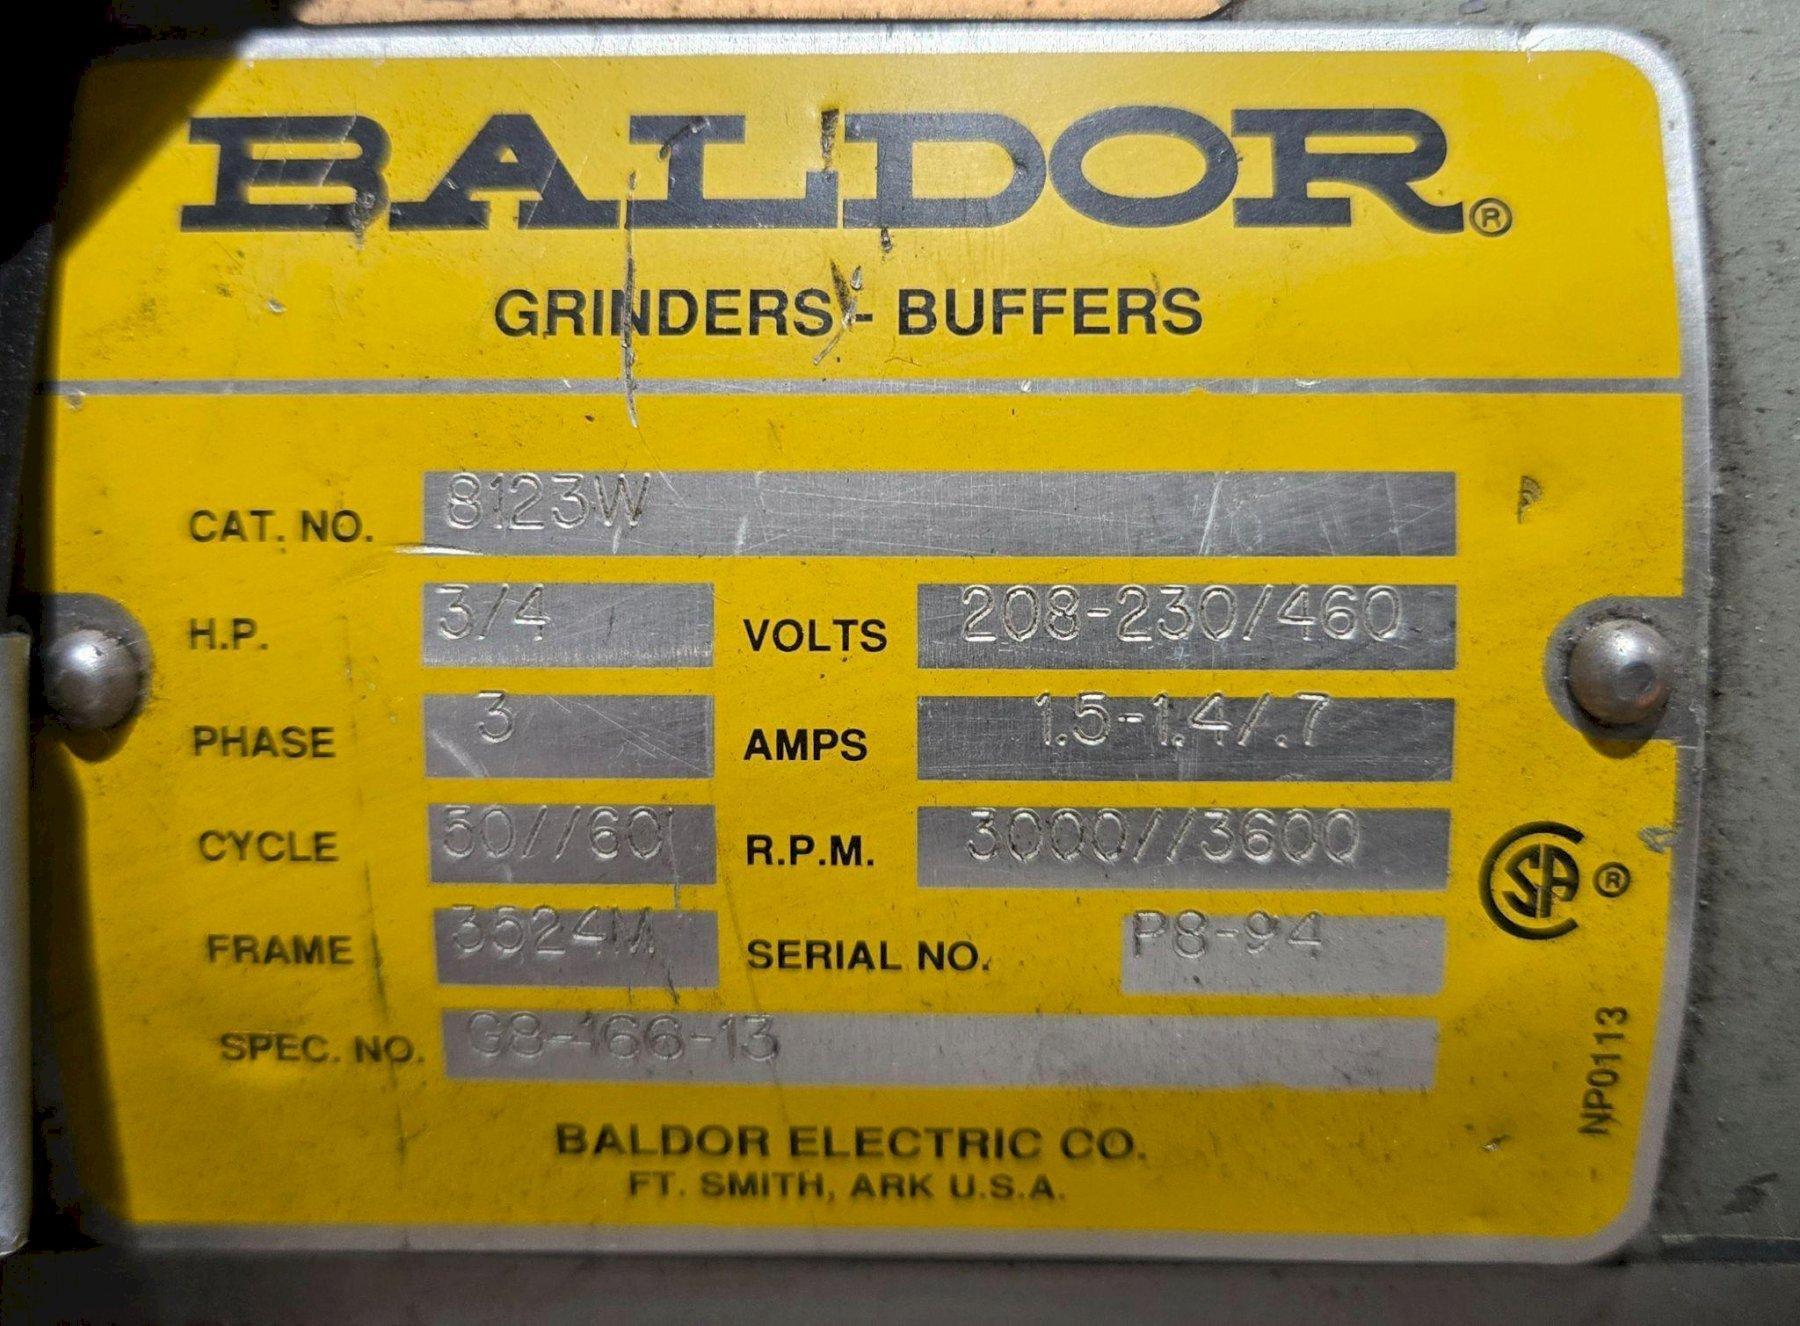 BALDOR®
GRINDERS - BUFFERS
CAT. NO. 8123W
H.P. 3/4 VOLTS 208-230/460
PHASE 3 AMPS 1.5-1.4/.7
CYCLE 50//60 R.P.M. 3000//3600
FRAME 3524M SERIAL NO. P8-94
SPEC. NO. G8-166-13
SA ®
NP0113
BALDOR ELECTRIC CO.
FT. SMITH, ARK U.S.A.